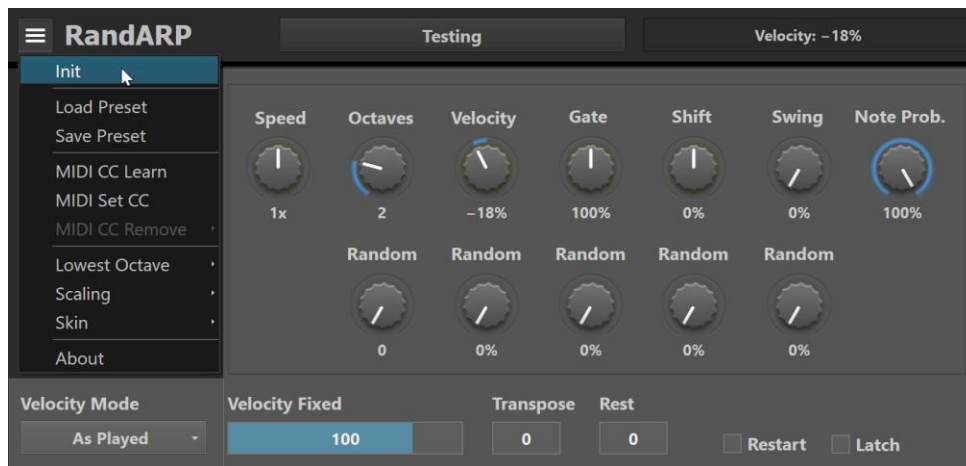 RandARP
Testing
Velocity: −18%
Init
Load Preset
Save Preset
MIDI CC Learn
MIDI Set CC
MIDI CC Remove
Lowest Octave
Scaling
Skin
About
Speed Octaves Velocity Gate Shift Swing Note Prob.
1x 2 −18% 100% 0% 0% 100%
Random Random Random Random Random
0 0% 0% 0% 0%
Velocity Mode
As Played
Velocity Fixed Transpose Rest
100 0 0
Restart Latch